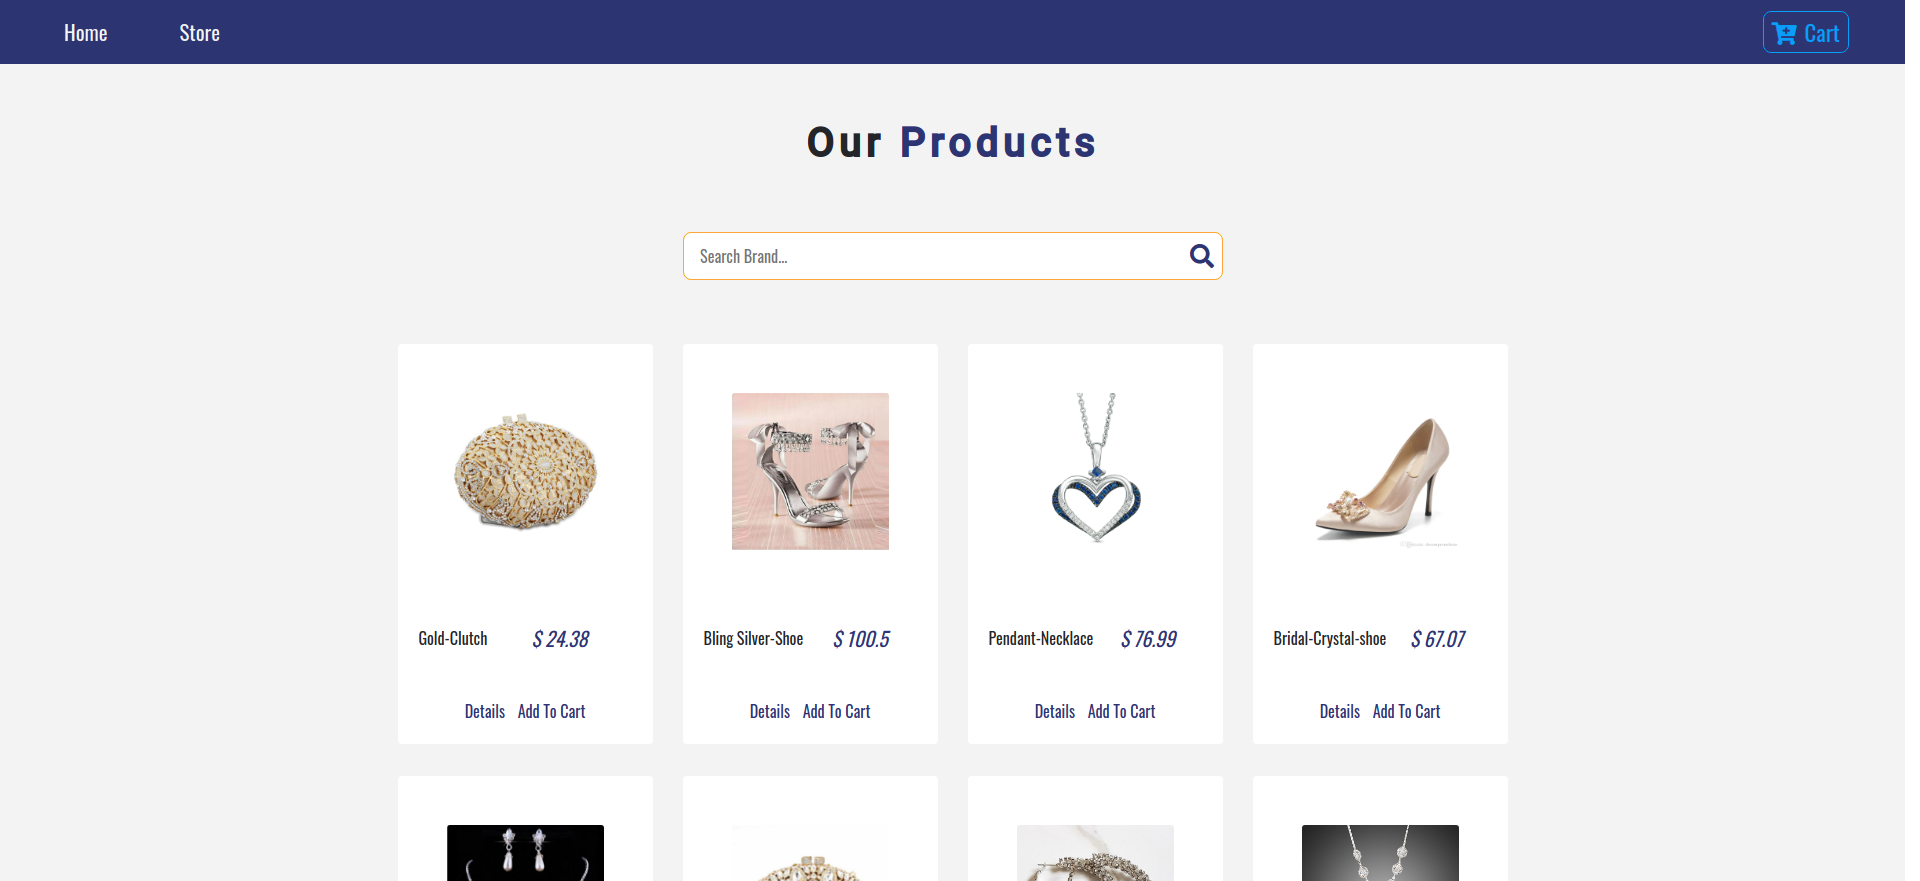 Home Store Cart
Our Products
Search Brand...
Gold-Clutch $ 24.38
Bling Silver-Shoe $ 100.5
Pendant-Necklace $ 76.99
Bridal-Crystal-shoe $ 67.07
Details Add To Cart
Details Add To Cart
Details Add To Cart
Details Add To Cart